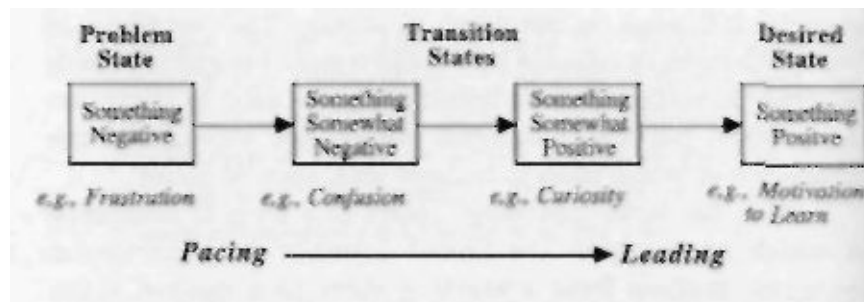 Problem
State
Transition
States
Desired
State
Something
Negative
Something
Somewhat
Negative
Something
Somewhat
Positive
Something
Positve
e.g., Frustration
e.g., Confusion
e.g., Curiosity
e.g., Motivation
to Learn
Pacing
Leading